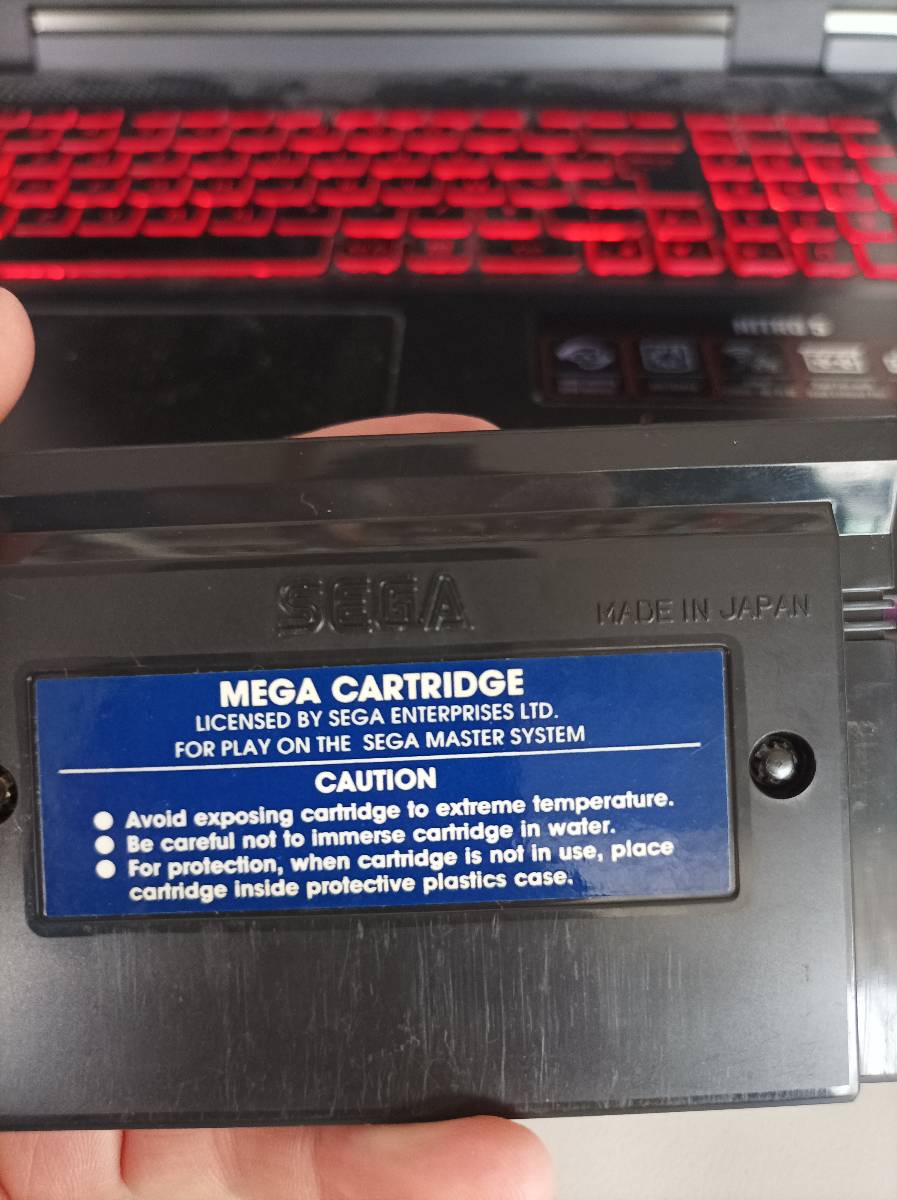 NITRO 5
SEGA
MADE IN JAPAN
MEGA CARTRIDGE
LICENSED BY SEGA ENTERPRISES LTD.
FOR PLAY ON THE SEGA MASTER SYSTEM
CAUTION
● Avoid exposing cartridge to extreme temperature.
● Be careful not to immerse cartridge in water.
● For protection, when cartridge is not in use, place
cartridge inside protective plastics case.